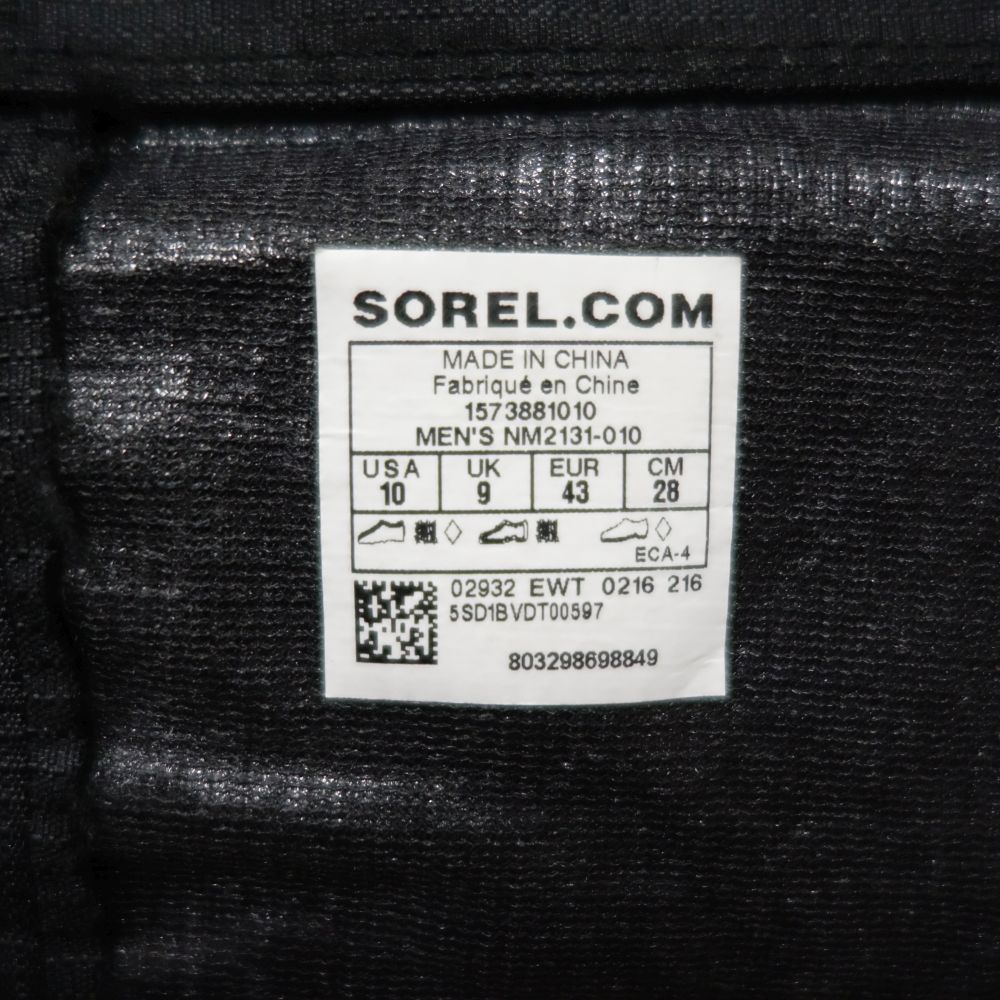 SOREL.COM
MADE IN CHINA
Fabriqué en Chine
1573881010
MEN'S NM2131-010
USA UK EUR CM
10 9 43 28
ECA-4
02932 EWT 0216 216
5SD1BVDT00597
803298698849